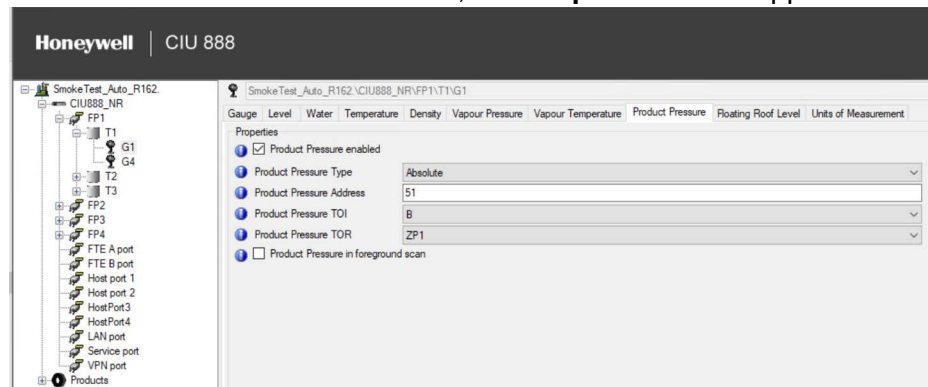 Honeywell | CIU 888
SmokeTest_Auto_R162.
CIU888_NR
FP1
T1
G1
G4
T2
T3
FP2
FP3
FP4
FTE A port
FTE B port
Host port 1
Host port 2
HostPort3
HostPort4
LAN port
Service port
VPN port
Products
SmokeTest_Auto_R162.\CIU888_NR\FP1\T1\G1
Gauge Level Water Temperature Density Vapour Pressure Vapour Temperature Product Pressure Floating Roof Level Units of Measurement
Properties
Product Pressure enabled
Product Pressure Type Absolute
Product Pressure Address 51
Product Pressure TOI B
Product Pressure TOR ZP1
Product Pressure in foreground scan